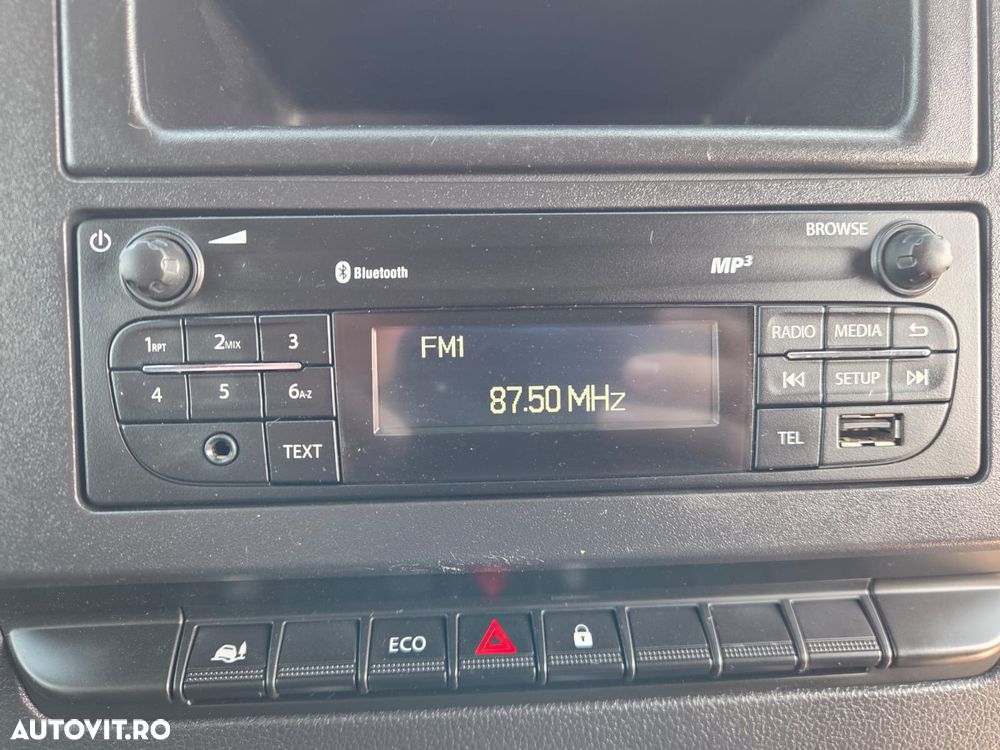 BROWSE
Bluetooth
MP3
1RPT 2MIX 3
4 5 6A-Z
TEXT
FM1
87.50 MHz
RADIO MEDIA
SETUP
TEL
ECO
AUTOVIT.RO